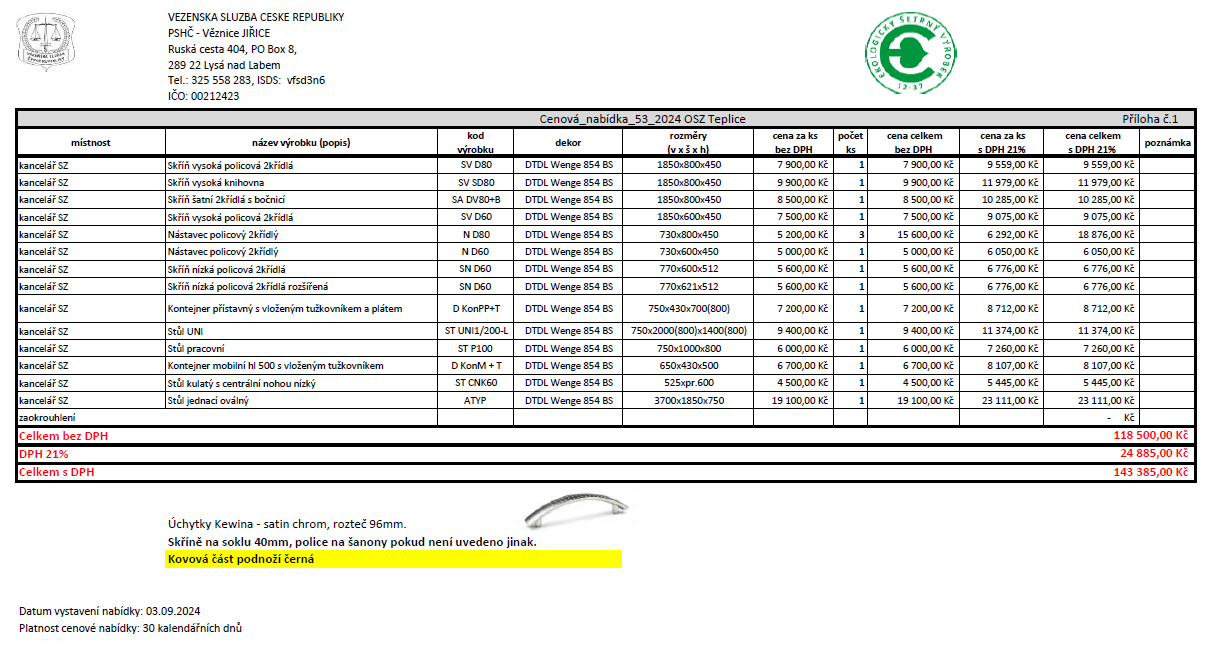 VEZENSKA SLUZBA CESKE REPUBLIKY
PSHČ - Věznice JIŘICE
Ruská cesta 404, PO Box 8,
289 22 Lysá nad Labem
Tel.: 325 558 283, ISDS: vfsd3n6
IČO: 00212423
VĚZEŇSKÁ SLUŽBA
ČESKÉ REPUBLIKY
EKOLOGICKY ŠETRNÝ VÝROBEK
12-37
Cenová_nabídka_53_2024 OSZ Teplice Příloha č.1
místnost název výrobku (popis) kod výrobku dekor rozměry (v x š x h) cena za ks bez DPH počet ks cena celkem bez DPH cena za ks s DPH 21% cena celkem s DPH 21% poznámka
kancelář SZ Skříň vysoká policová 2křídlá SV D80 DTDL Wenge 854 BS 1850x800x450 7 900,00 Kč 1 7 900,00 Kč 9 559,00 Kč 9 559,00 Kč
kancelář SZ Skříň vysoká knihovna SV SD80 DTDL Wenge 854 BS 1850x800x450 9 900,00 Kč 1 9 900,00 Kč 11 979,00 Kč 11 979,00 Kč
kancelář SZ Skříň šatní 2křídlá s bočnicí SA DV80+B DTDL Wenge 854 BS 1850x800x450 8 500,00 Kč 1 8 500,00 Kč 10 285,00 Kč 10 285,00 Kč
kancelář SZ Skříň vysoká policová 2křídlá SV D60 DTDL Wenge 854 BS 1850x600x450 7 500,00 Kč 1 7 500,00 Kč 9 075,00 Kč 9 075,00 Kč
kancelář SZ Nástavec policový 2křídlý N D80 DTDL Wenge 854 BS 730x800x450 5 200,00 Kč 3 15 600,00 Kč 6 292,00 Kč 18 876,00 Kč
kancelář SZ Nástavec policový 2křídlý N D60 DTDL Wenge 854 BS 730x600x450 5 000,00 Kč 1 5 000,00 Kč 6 050,00 Kč 6 050,00 Kč
kancelář SZ Skříň nízká policová 2křídlá SN D60 DTDL Wenge 854 BS 770x600x512 5 600,00 Kč 1 5 600,00 Kč 6 776,00 Kč 6 776,00 Kč
kancelář SZ Skříň nízká policová 2křídlá rozšířená SN D60 DTDL Wenge 854 BS 770x621x512 5 600,00 Kč 1 5 600,00 Kč 6 776,00 Kč 6 776,00 Kč
kancelář SZ Kontejner přístavný s vloženým tužkovníkem a plátem D KonPP+T DTDL Wenge 854 BS 750x430x700(800) 7 200,00 Kč 1 7 200,00 Kč 8 712,00 Kč 8 712,00 Kč
kancelář SZ Stůl UNI ST UNI1/200-L DTDL Wenge 854 BS 750x2000(800)x1400(800) 9 400,00 Kč 1 9 400,00 Kč 11 374,00 Kč 11 374,00 Kč
kancelář SZ Stůl pracovní ST P100 DTDL Wenge 854 BS 750x1000x800 6 000,00 Kč 1 6 000,00 Kč 7 260,00 Kč 7 260,00 Kč
kancelář SZ Kontejner mobilní hl 500 s vloženým tužkovníkem D KonM + T DTDL Wenge 854 BS 650x430x500 6 700,00 Kč 1 6 700,00 Kč 8 107,00 Kč 8 107,00 Kč
kancelář SZ Stůl kulatý s centrální nohou nízký ST CNK60 DTDL Wenge 854 BS 525xpr.600 4 500,00 Kč 1 4 500,00 Kč 5 445,00 Kč 5 445,00 Kč
kancelář SZ Stůl jednací oválný ATYP DTDL Wenge 854 BS 3700x1850x750 19 100,00 Kč 1 19 100,00 Kč 23 111,00 Kč 23 111,00 Kč
zaokrouhlení - Kč
Celkem bez DPH 118 500,00 Kč
DPH 21% 24 885,00 Kč
Celkem s DPH 143 385,00 Kč
Úchytky Kewina - satin chrom, rozteč 96mm.
Skříně na soklu 40mm, police na šanony pokud není uvedeno jinak.
Kovová část podnoží černá
Datum vystavení nabídky: 03.09.2024
Platnost cenové nabídky: 30 kalendářních dnů